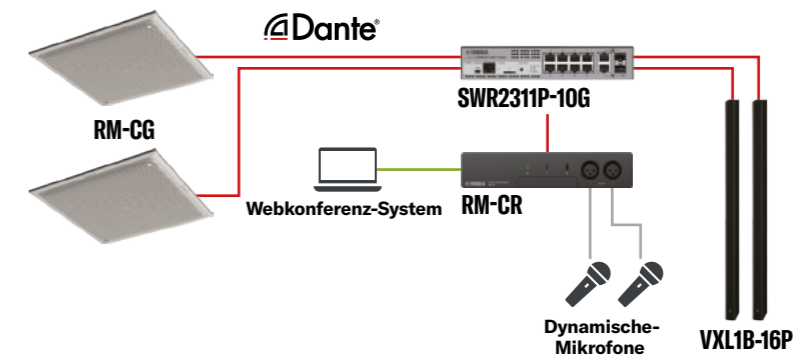 Dante®
SWR2311P-10G
RM-CG
Webkonferenz-System
RM-CR
Dynamische-
Mikrofone
VXL1B-16P